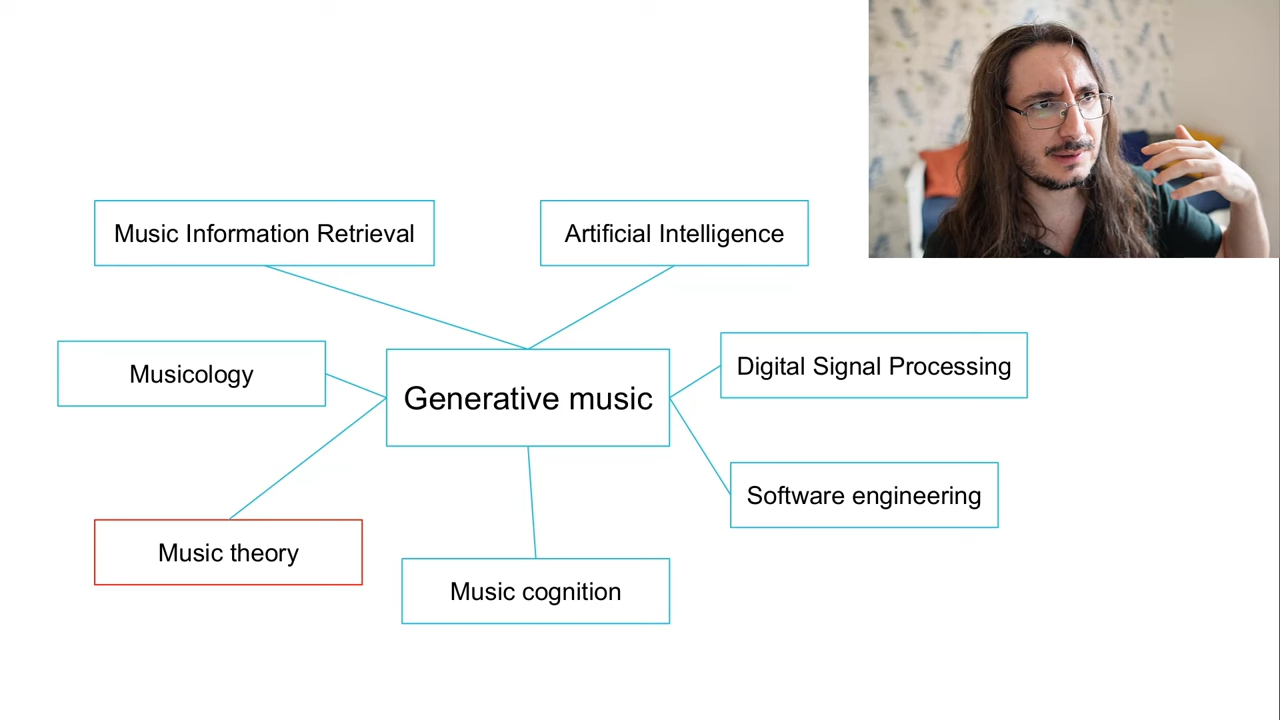 Music Information Retrieval
Artificial Intelligence
Musicology
Generative music
Digital Signal Processing
Software engineering
Music theory
Music cognition